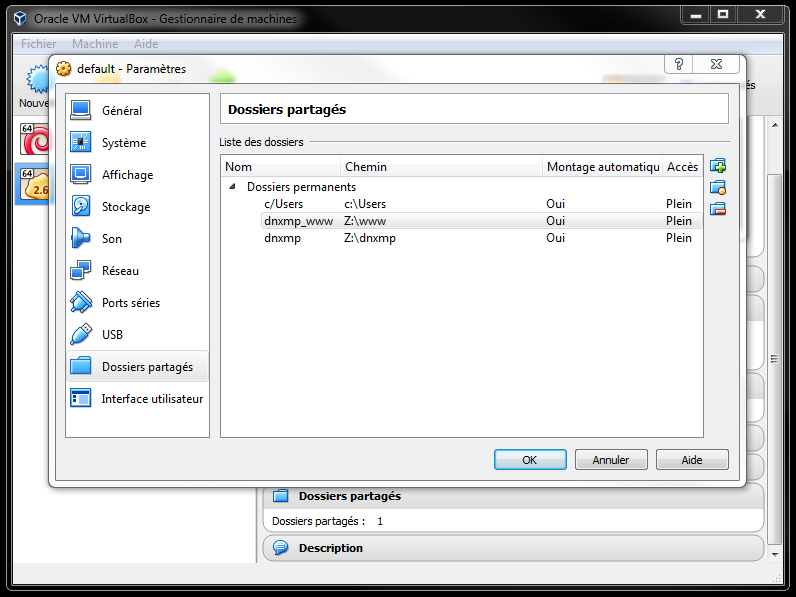 Oracle VM VirtualBox - Gestionnaire de machines
Fichier Machine Aide
default - Paramètres
?
Nouve
és
64
64
2.6
Général
Système
Affichage
Stockage
Son
Réseau
Ports séries
USB
Dossiers partagés
Interface utilisateur
Dossiers partagés
Liste des dossiers
Nom Chemin Montage automatiqu Accès
Dossiers permanents
c/Users c:\Users Oui Plein
dnxmp_www Z:\www Oui Plein
dnxmp Z:\dnxmp Oui Plein
OK Annuler Aide
Dossiers partagés
Dossiers partagés : 1
Description